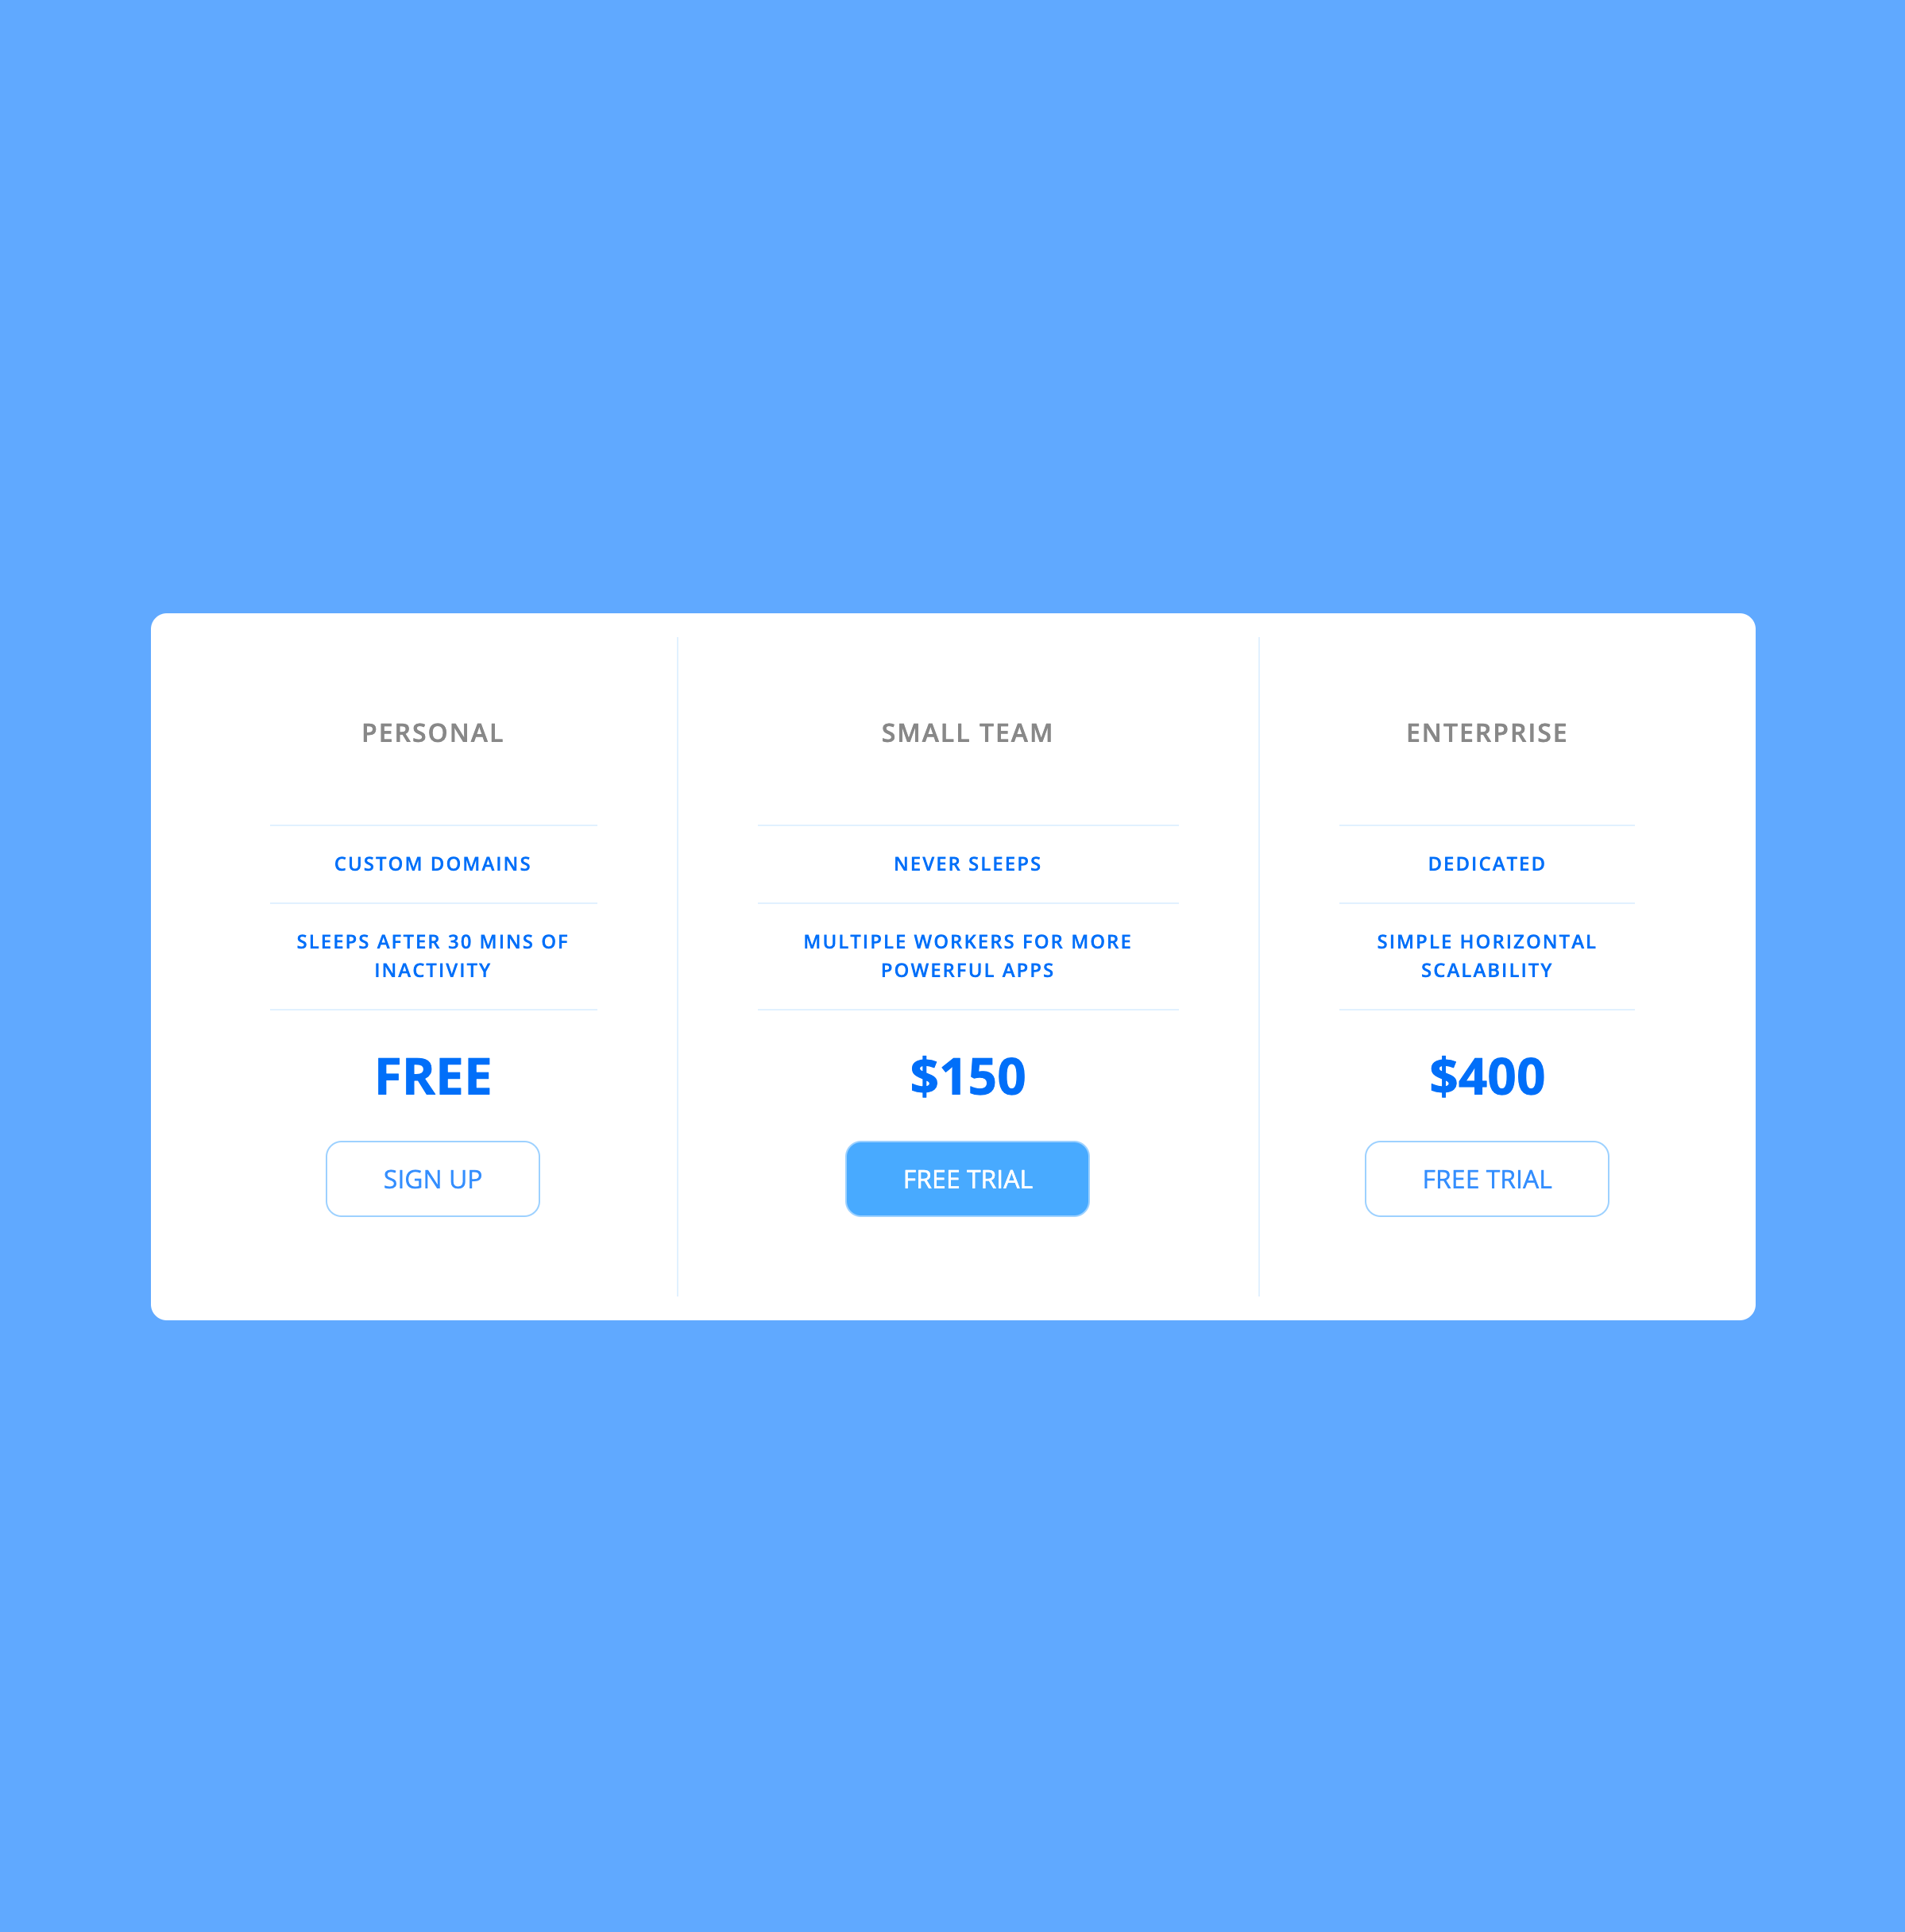 PERSONAL
CUSTOM DOMAINS
SLEEPS AFTER 30 MINS OF
INACTIVITY
FREE
SIGN UP
SMALL TEAM
NEVER SLEEPS
MULTIPLE WORKERS FOR MORE
POWERFUL APPS
$150
FREE TRIAL
ENTERPRISE
DEDICATED
SIMPLE HORIZONTAL
SCALABILITY
$400
FREE TRIAL